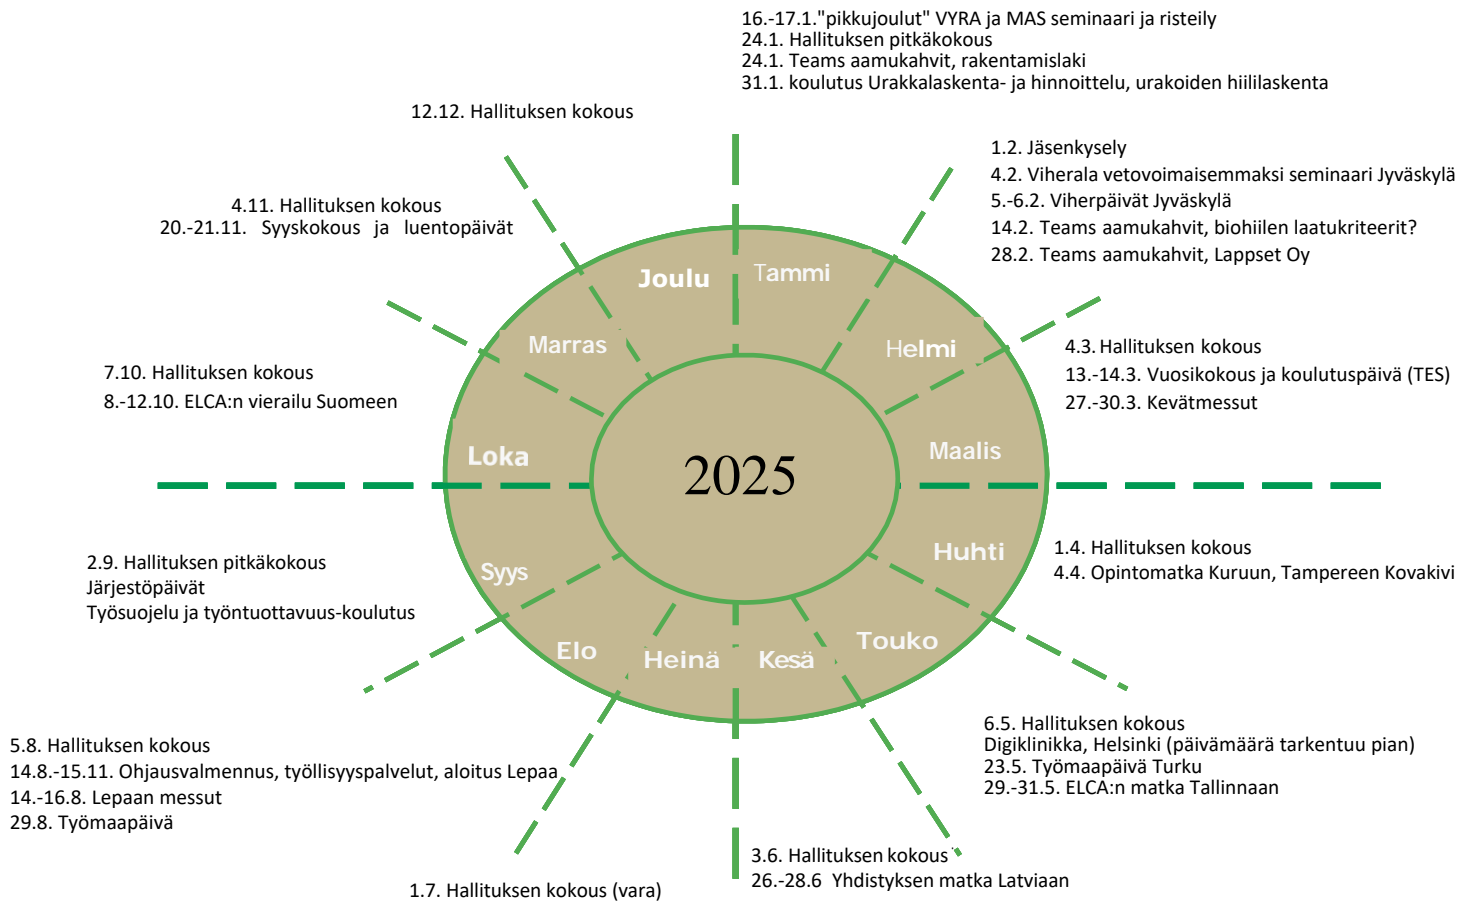 16.-17.1."pikkujoulut" VYRA ja MAS seminaari ja risteily
24.1. Hallituksen pitkäkokous
24.1. Teams aamukahvit, rakentamislaki
31.1. koulutus Urakkalaskenta- ja hinnoittelu, urakoiden hiililaskenta
12.12. Hallituksen kokous
1.2. Jäsenkysely
4.2. Viherala vetovoimaisemmaksi seminaari Jyväskylä
5.-6.2. Viherpäivät Jyväskylä
14.2. Teams aamukahvit, biohiilen laatukriteerit?
28.2. Teams aamukahvit, Lappset Oy
4.11. Hallituksen kokous
20.-21.11. Syyskokous ja luentopäivät
Joulu
Tammi
Marras
Helmi
4.3. Hallituksen kokous
13.-14.3. Vuosikokous ja koulutuspäivä (TES)
27.-30.3. Kevätmessut
7.10. Hallituksen kokous
8.-12.10. ELCA:n vierailu Suomeen
Loka
Maalis
2025
Huhti
1.4. Hallituksen kokous
4.4. Opintomatka Kuruun, Tampereen Kovakivi
2.9. Hallituksen pitkäkokous
Järjestöpäivät
Työsuojelu ja työntuottavuus-koulutus
Syys
Elo
Heinä
Kesä
Touko
6.5. Hallituksen kokous
Digiklinikka, Helsinki (päivämäärä tarkentuu pian)
23.5. Työmaapäivä Turku
29.-31.5. ELCA:n matka Tallinnaan
5.8. Hallituksen kokous
14.8.-15.11. Ohjausvalmennus, työllisyyspalvelut, aloitus Lepaa
14.-16.8. Lepaan messut
29.8. Työmaapäivä
3.6. Hallituksen kokous
26.-28.6 Yhdistyksen matka Latviaan
1.7. Hallituksen kokous (vara)